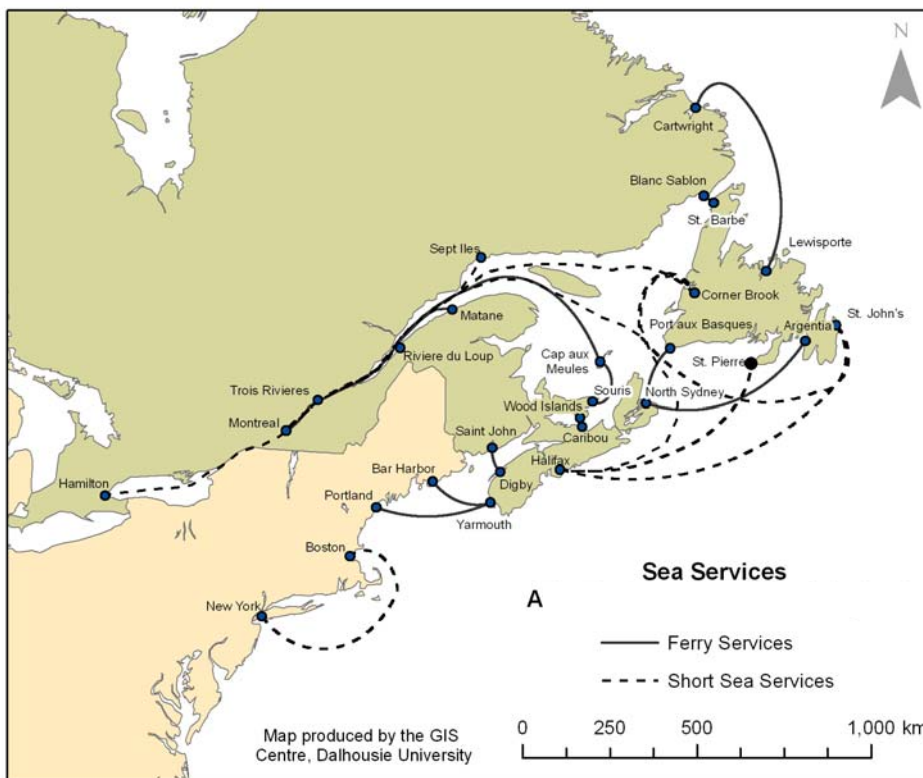 N
Cartwright
Blanc Sablon
St. Barbe
Lewisporte
Sept Iles
Corner Brook
St. John's
Matane
Port aux Basques
Argentia
Riviere du Loup
Cap aux
Meules
St. Pierre
Souris
North Sydney
Trois Rivieres
Wood Islands
Montreal
Saint John
Caribou
Halifax
Bar Harbor
Hamilton
Digby
Portland
Yarmouth
Boston
Sea Services
A
New York
Ferry Services
Short Sea Services
Map produced by the GIS
Centre, Dalhousie University
0 250 500 1,000 km